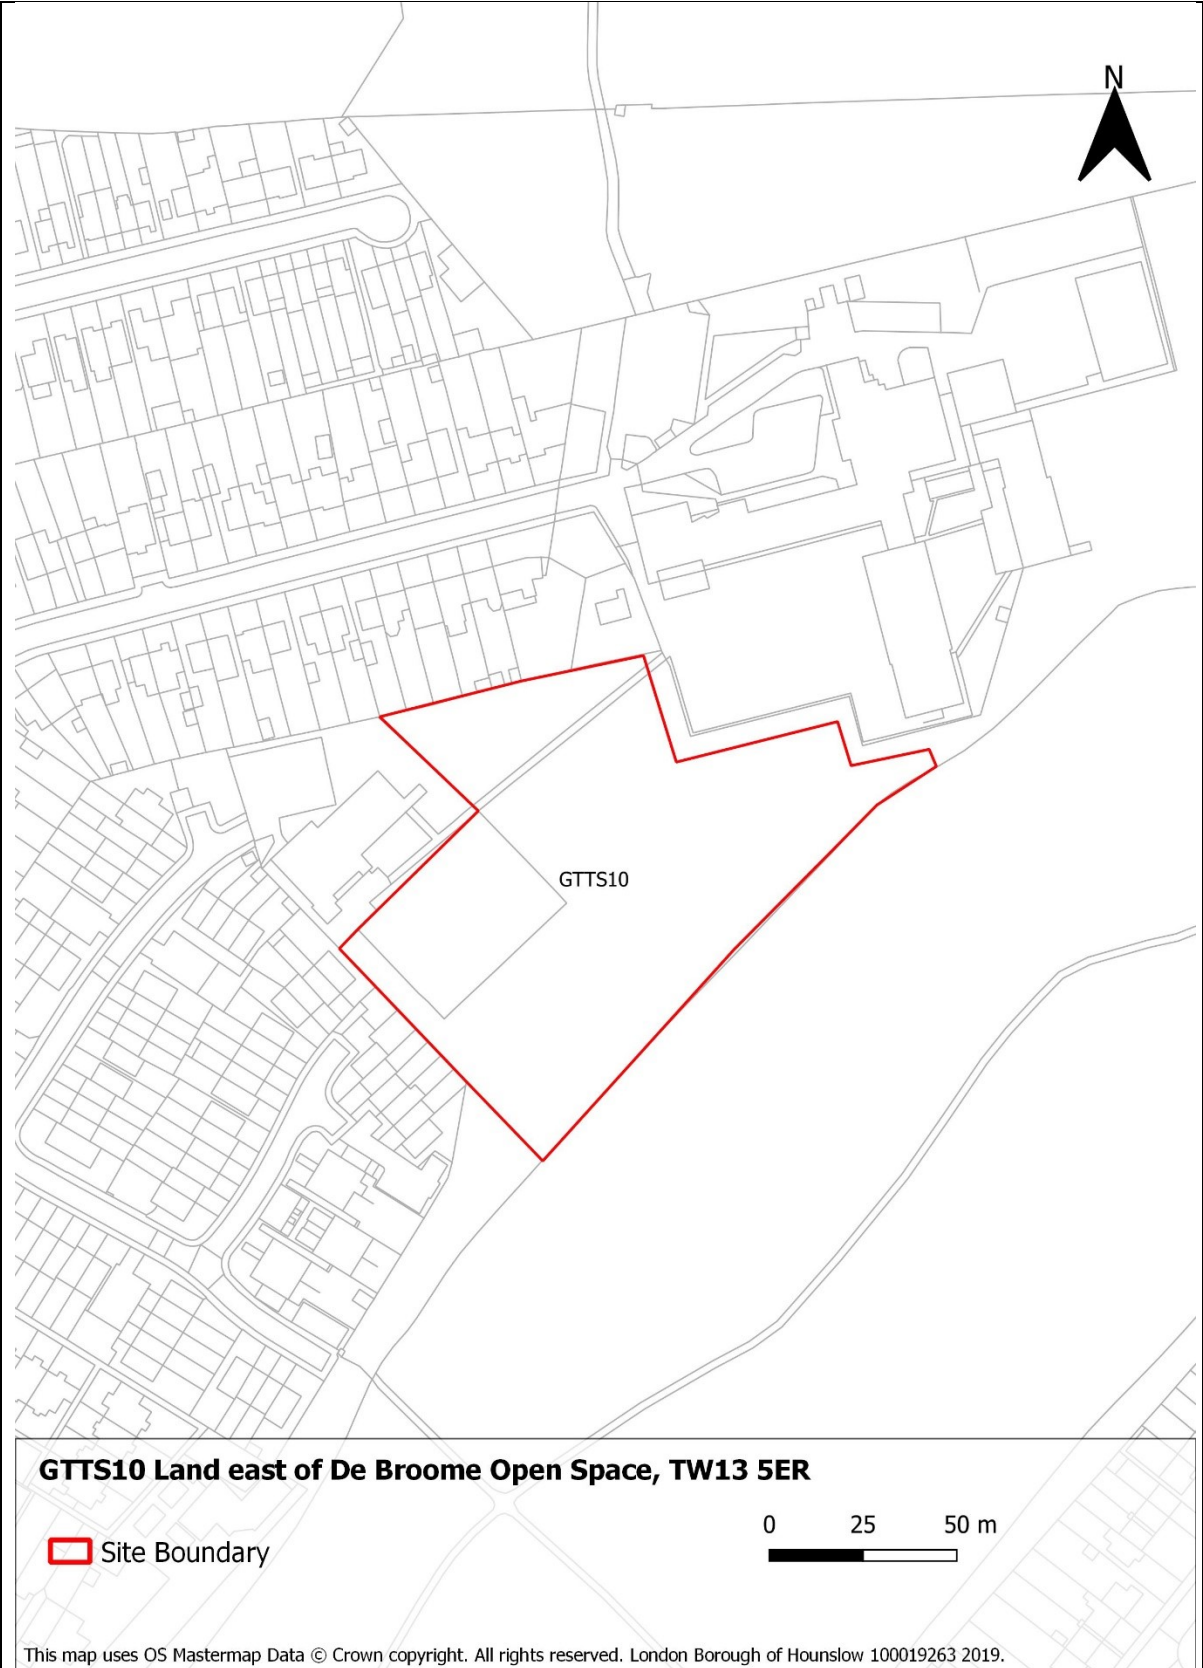 N
GTTS10
GTTS10 Land east of De Broome Open Space, TW13 5ER
0 25 50 m
Site Boundary
This map uses OS Mastermap Data © Crown copyright. All rights reserved. London Borough of Hounslow 100019263 2019.